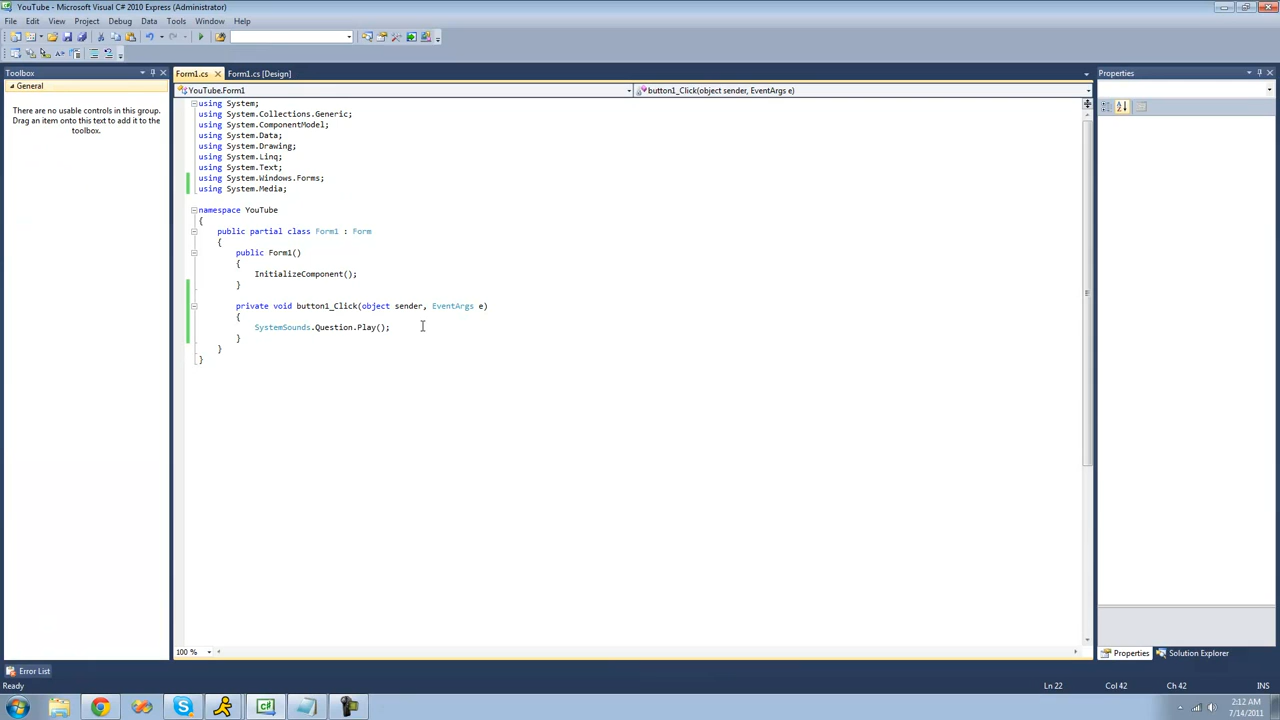 YouTube - Microsoft Visual C# 2010 Express (Administrator)
File Edit View Project Debug Data Tools Window Help
Toolbox
Form1.cs
Form1.cs [Design]
Properties
General
There are no usable controls in this group.
Drag an item onto this text to add it to the
toolbox.
YouTube.Form1
button1_Click(object sender, EventArgs e)
using System;
using System.Collections.Generic;
using System.ComponentModel;
using System.Data;
using System.Drawing;
using System.Linq;
using System.Text;
using System.Windows.Forms;
using System.Media;
namespace YouTube
{
public partial class Form1 : Form
{
public Form1()
{
InitializeComponent();
}
private void button1_Click(object sender, EventArgs e)
{
SystemSounds.Question.Play();
}
}
}
100 %
Properties
Solution Explorer
Error List
Ready
Ln 22
Col 42
Ch 42
INS
2:12 AM
7/14/2011